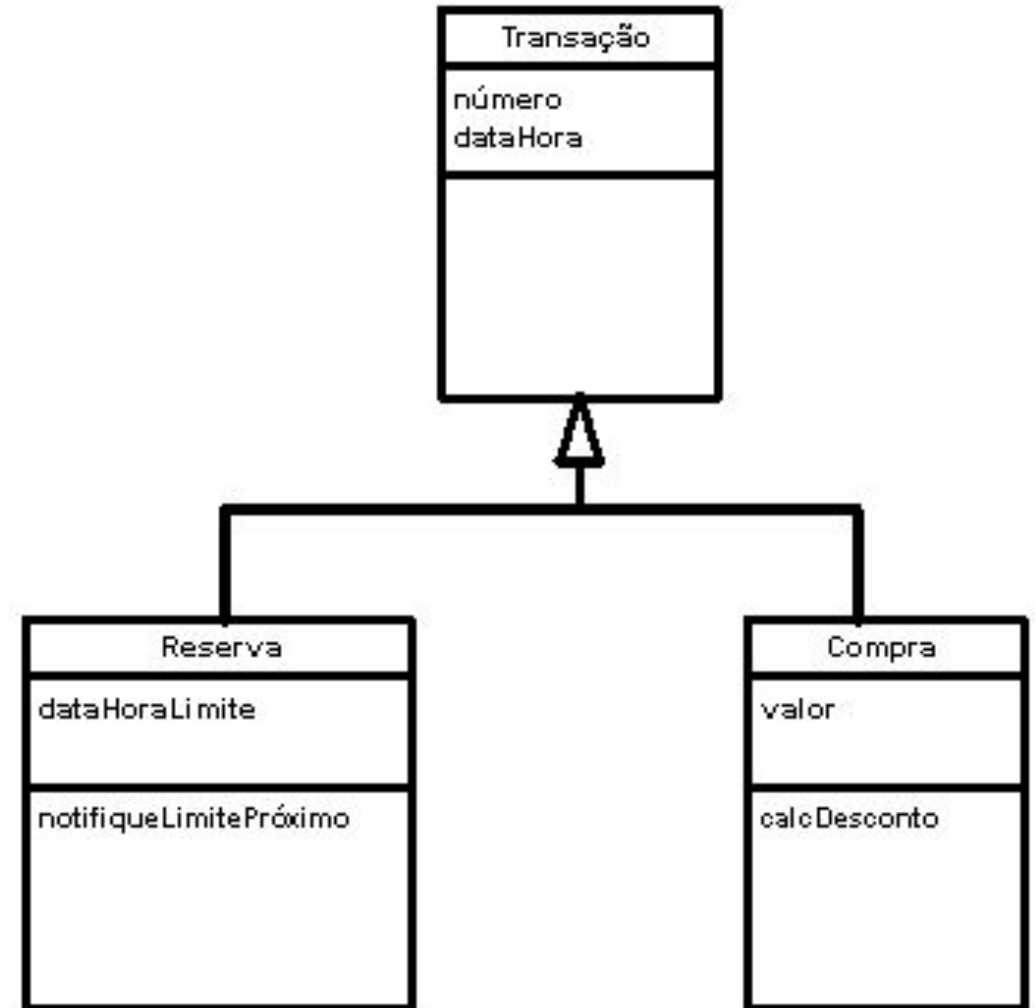 Transação
número
dataHora
Reserva
dataHoraLimite
notifiqueLimitePróximo
Compra
valor
calcDesconto